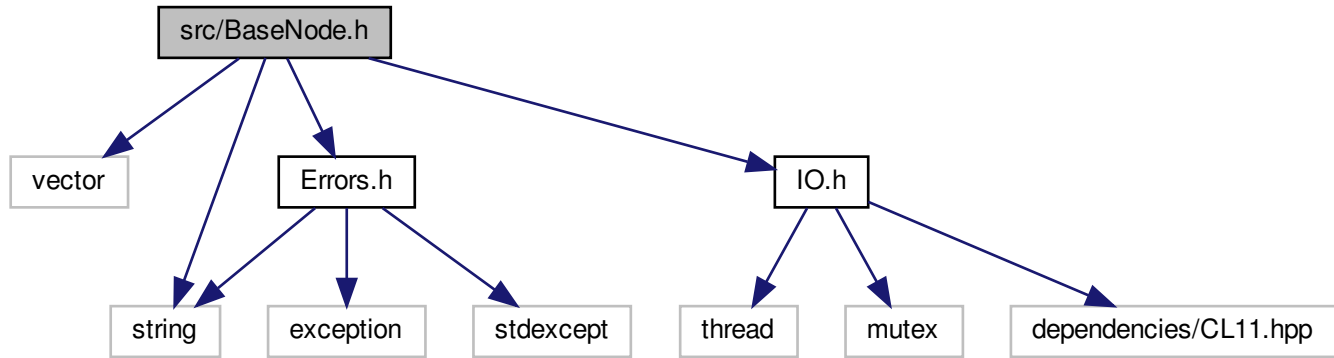 src/BaseNode.h
vector
Errors.h
IO.h
string
exception
stdexcept
thread
mutex
dependencies/CL11.hpp